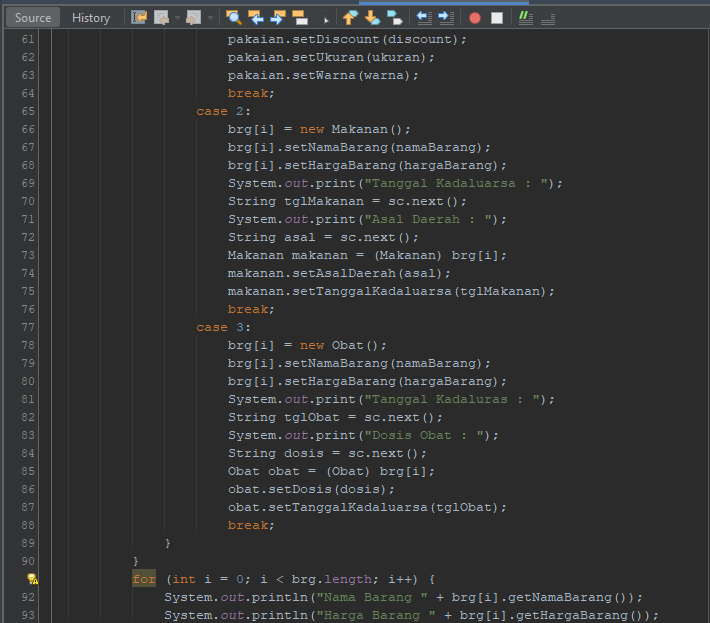 Source History
61 pakaian.setDiscount(discount);
62 pakaian.setUkuran(ukuran);
63 pakaian.setWarna(warna);
64 break;
65 case 2:
66 brg[i] = new Makanan();
67 brg[i].setNamaBarang(namaBarang);
68 brg[i].setHargaBarang(hargaBarang);
69 System.out.print("Tanggal Kadaluarsa : ");
70 String tglMakanan = sc.next();
71 System.out.print("Asal Daerah : ");
72 String asal = sc.next();
73 Makanan makanan = (Makanan) brg[i];
74 makanan.setAsalDaerah(asal);
75 makanan.setTanggalKadaluarsa(tglMakanan);
76 break;
77 case 3:
78 brg[i] = new Obat();
79 brg[i].setNamaBarang(namaBarang);
80 brg[i].setHargaBarang(hargaBarang);
81 System.out.print("Tanggal Kadaluras : ");
82 String tglObat = sc.next();
83 System.out.print("Dosis Obat : ");
84 String dosis = sc.next();
85 Obat obat = (Obat) brg[i];
86 obat.setDosis(dosis);
87 obat.setTanggalKadaluarsa(tglObat);
88 break;
89 }
90 }
for (int i = 0; i < brg.length; i++) {
92 System.out.println("Nama Barang " + brg[i].getNamaBarang());
93 System.out.println("Harga Barang " + brg[i].getHargaBarang());